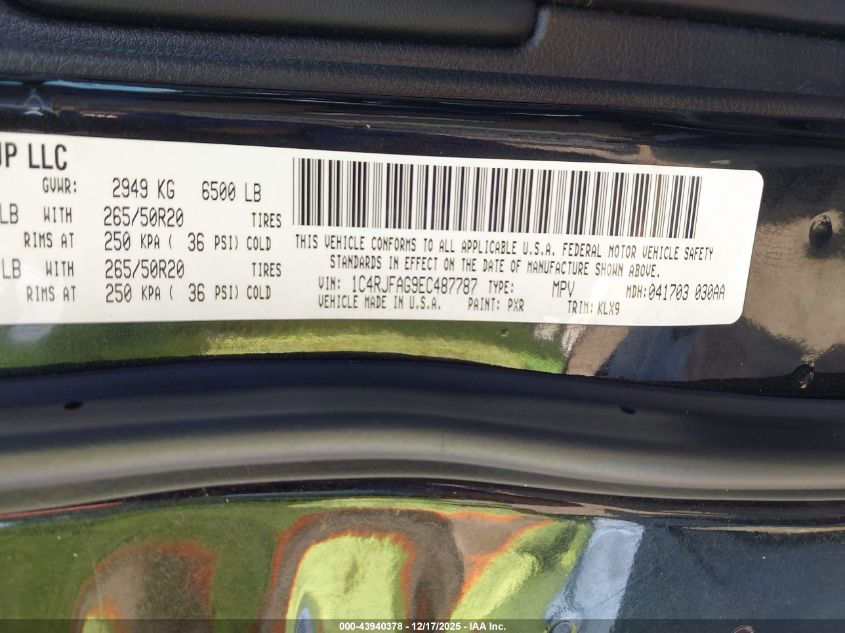 UP LLC
GVWR: 2949 KG 6500 LB
LB WITH 265/50R20 TIRES
RIMS AT 250 KPA ( 36 PSI) COLD
LB WITH 265/50R20 TIRES
RIMS AT 250 KPA ( 36 PSI) COLD
THIS VEHICLE CONFORMS TO ALL APPLICABLE U.S.A. FEDERAL MOTOR VEHICLE SAFETY
STANDARDS IN EFFECT ON THE DATE OF MANUFACTURE SHOWN ABOVE.
VIN: 1C4RJFAG9EC487787 TYPE: MPV MDH: 041703 030AA
VEHICLE MADE IN U.S.A. PAINT: PXR TRIM: KLX9
000-43940378 - 12/17/2025 - IAA Inc.